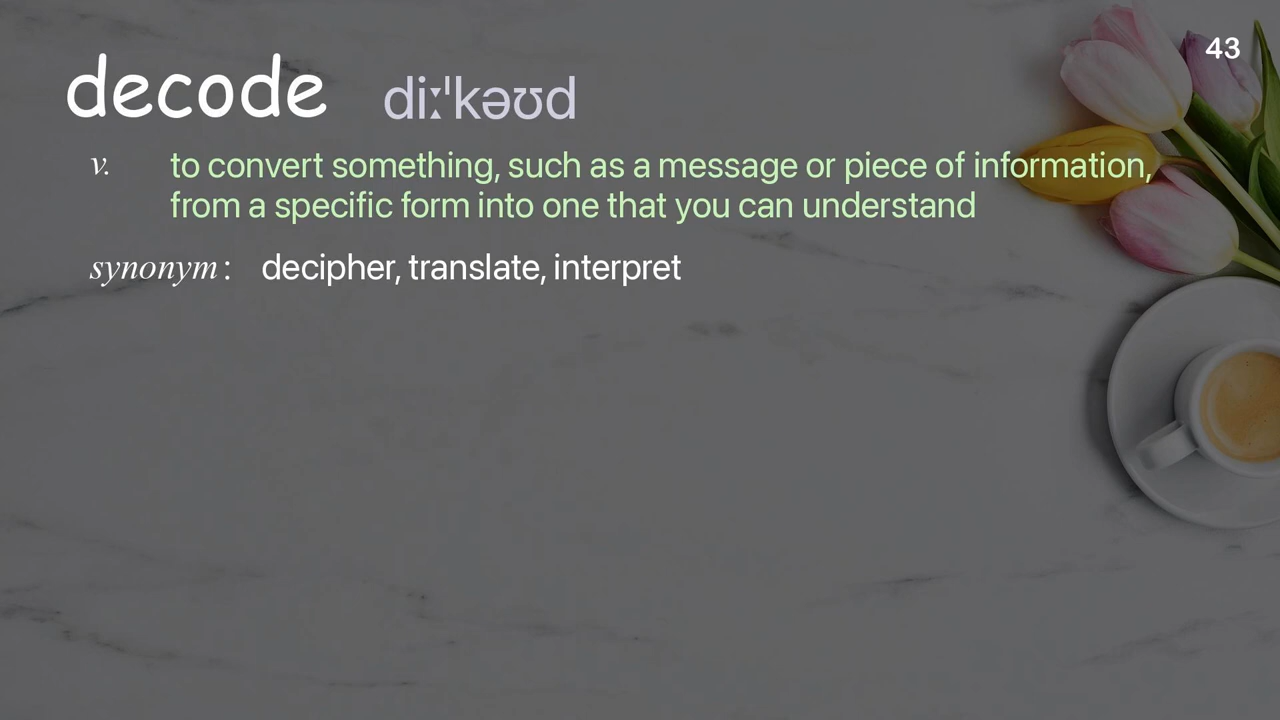 43
decode diːˈkəʊd
v. to convert something, such as a message or piece of information,
from a specific form into one that you can understand
synonym : decipher, translate, interpret